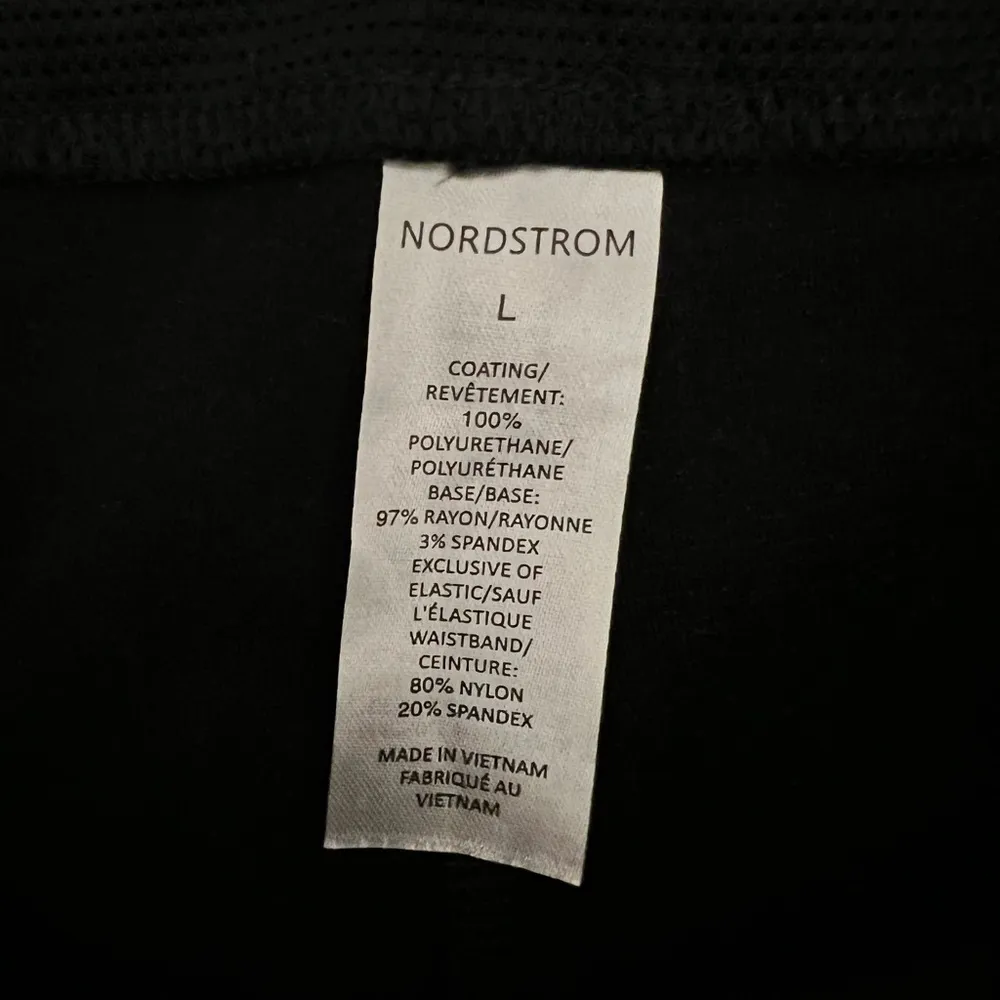 NORDSTROM
L
COATING/
REVÊTEMENT:
100%
POLYURETHANE/
POLYURÉTHANE
BASE/BASE:
97% RAYON/RAYONNE
3% SPANDEX
EXCLUSIVE OF
ELASTIC/SAUF
L'ÉLASTIQUE
WAISTBAND/
CEINTURE:
80% NYLON
20% SPANDEX
MADE IN VIETNAM
FABRIQUÉ AU
VIETNAM